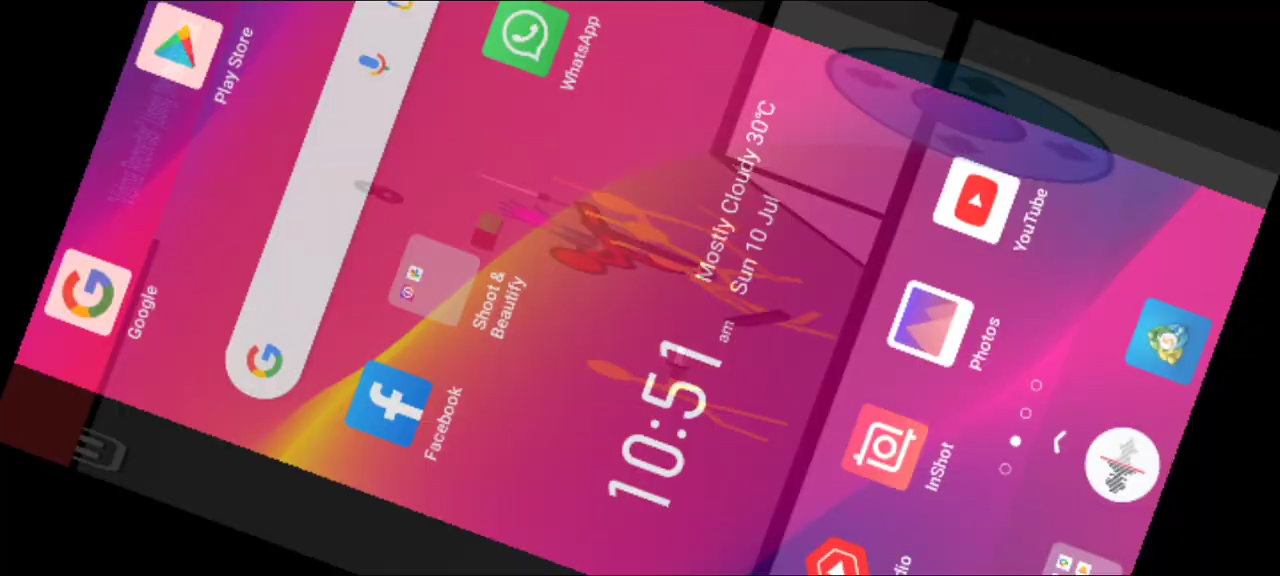 10:51 am
Sun 10 Jul
Mostly Cloudy 30°C
Facebook
Shoot &
Beautify
WhatsApp
Google
Play Store
InShot
Photos
YouTube